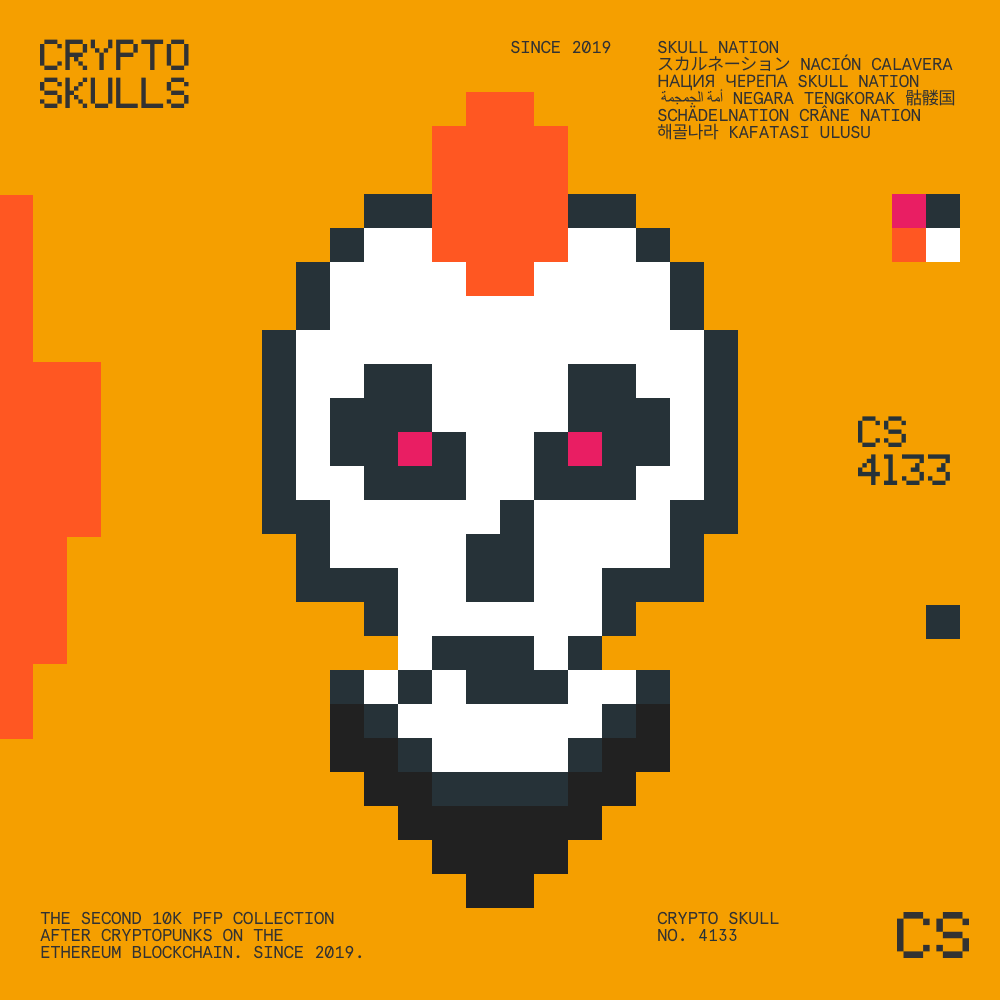 CRYPTO
SKULLS
SINCE 2019
SKULL NATION
スカルネーション NACIÓN CALAVERA
НАЦИЯ ЧЕРЕПА SKULL NATION
أمة الجمجمة NEGARA TENGKORAK 骷髅国
SCHÄDELNATION CRÂNE NATION
해골나라 KAFATASI ULUSU
CS
4133
THE SECOND 10K PFP COLLECTION
AFTER CRYPTOPUNKS ON THE
ETHEREUM BLOCKCHAIN. SINCE 2019.
CRYPTO SKULL
NO. 4133
CS